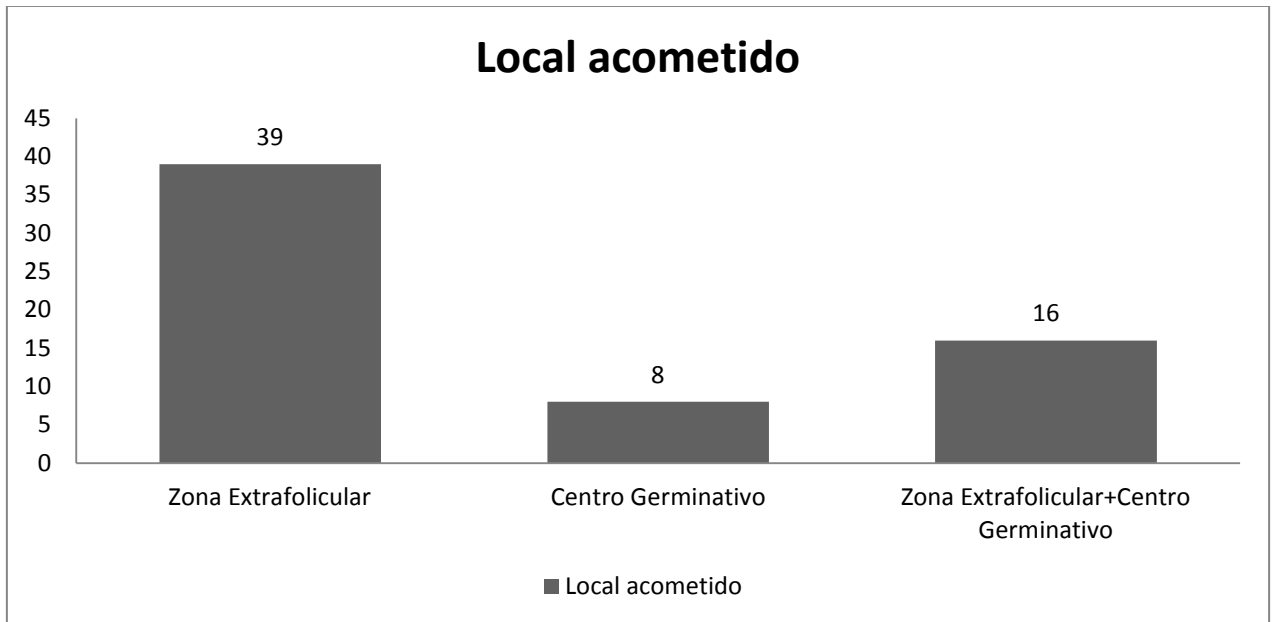 Local acometido
45
40
35
30
25
20
15
10
5
0
39
8
16
Zona Extrafolicular
Centro Germinativo
Zona Extrafolicular+Centro
Germinativo
Local acometido